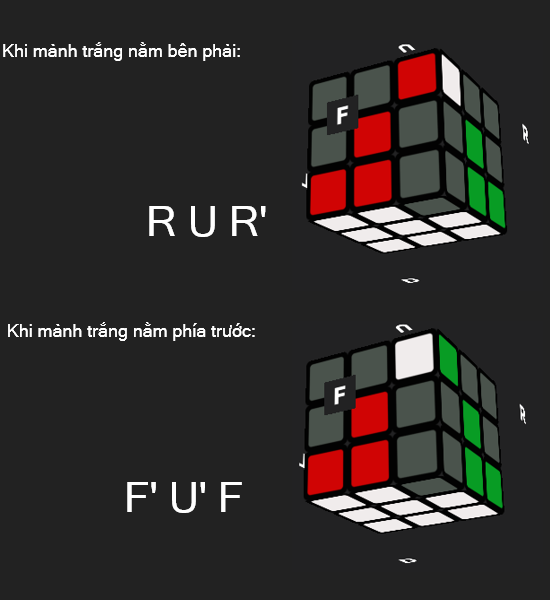 Khi mảnh trắng nằm bên phải:
U
F
R
L
R U R'
D
Khi mảnh trắng nằm phía trước:
U
F
R
L
F' U' F
D